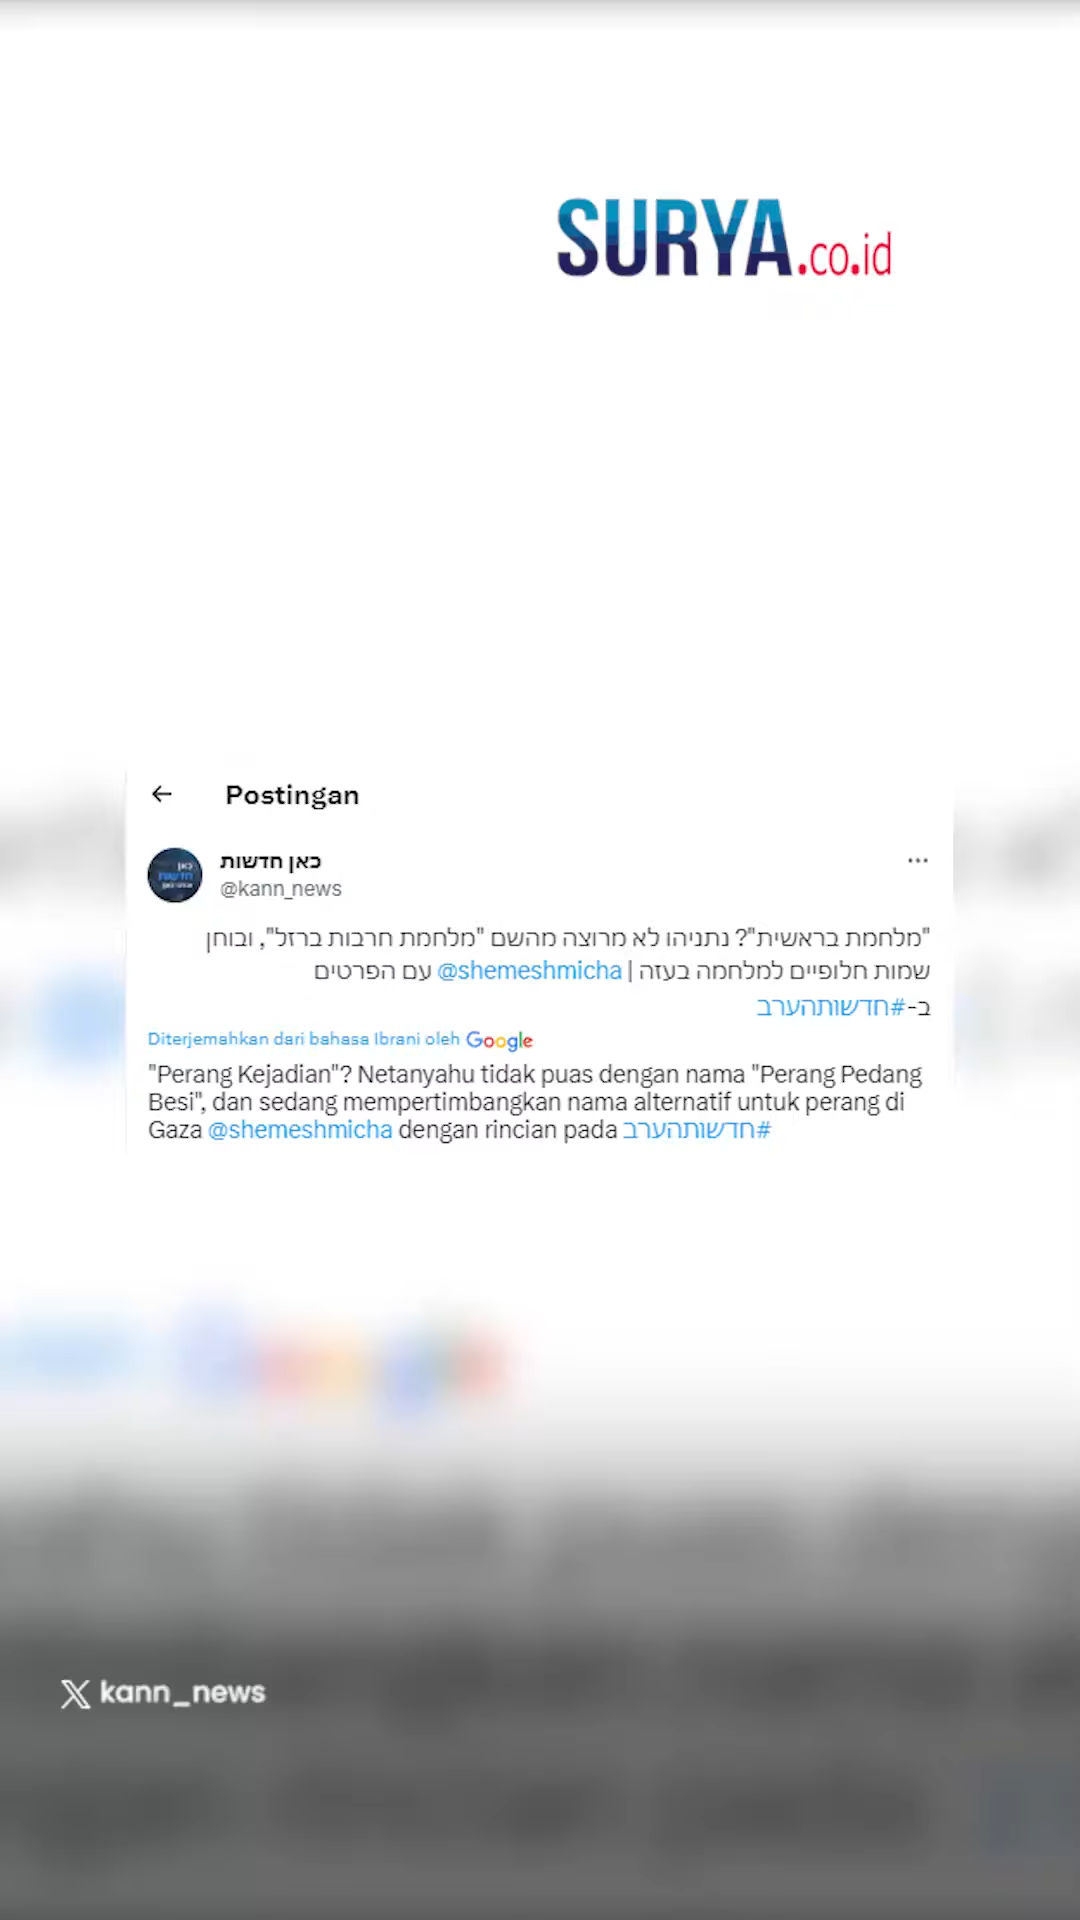 SURYA.co.id
← Postingan
כאן חדשות
@kann_news
"מלחמת בראשית"? נתניהו לא מרוצה מהשם "מלחמת חרבות ברזל", ובוחן
שמות חלופיים למלחמה בעזה | @shemeshmicha עם הפרטים
ב-#חדשותהערב
Diterjemahkan dari bahasa Ibrani oleh Google
"Perang Kejadian"? Netanyahu tidak puas dengan nama "Perang Pedang
Besi", dan sedang mempertimbangkan nama alternatif untuk perang di
Gaza @shemeshmicha dengan rincian pada #חדשותהערב
X kann_news